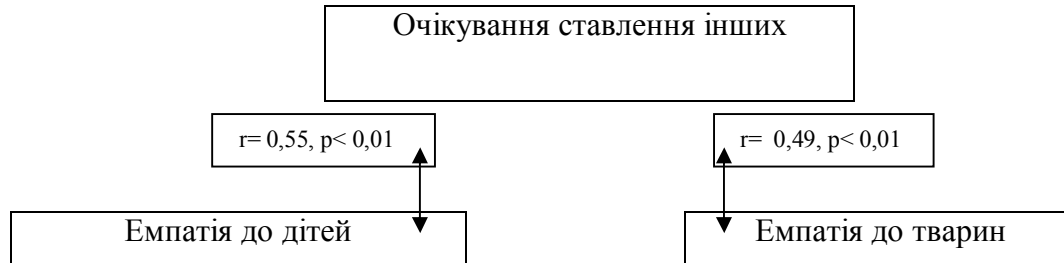 Очікування ставлення інших
r= 0,55, p< 0,01
r= 0,49, p< 0,01
Емпатія до дітей
Емпатія до тварин